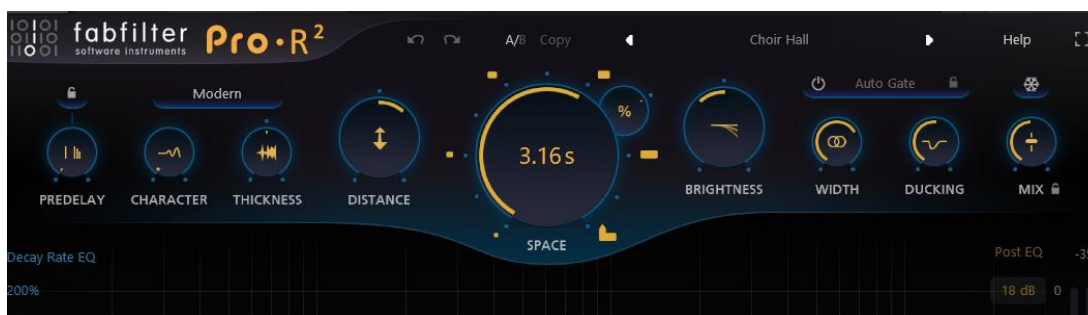 fabfilter
software instruments
Pro·R²
A/B Copy
Choir Hall
Help
Modern
Auto Gate
%
3.16 s
PREDELAY
CHARACTER
THICKNESS
DISTANCE
SPACE
BRIGHTNESS
WIDTH
DUCKING
MIX
Decay Rate EQ
200%
Post EQ
18 dB
0